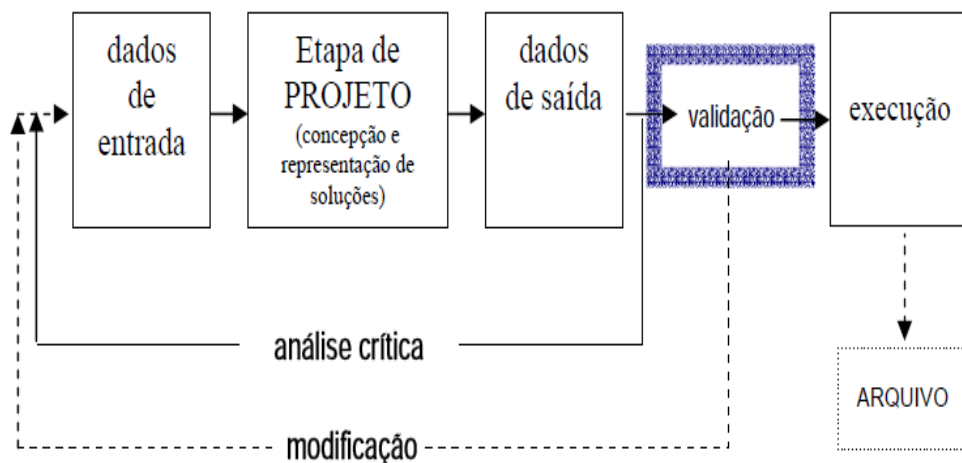 dados
de
entrada
Etapa de
PROJETO
(concepção e
representação de
soluções)
dados
de saída
validação
execução
análise crítica
modificação
ARQUIVO